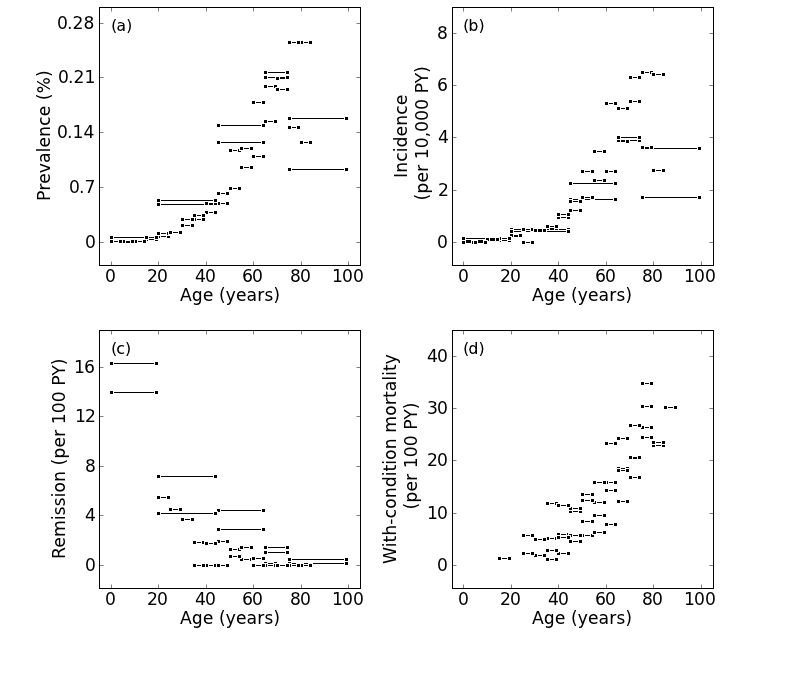 (a)
0.28
0.21
0.14
0.7
0
Prevalence (%)
0 20 40 60 80 100
Age (years)
(b)
8
6
4
2
0
Incidence
(per 10,000 PY)
0 20 40 60 80 100
Age (years)
(c)
16
12
8
4
0
Remission (per 100 PY)
0 20 40 60 80 100
Age (years)
(d)
40
30
20
10
0
With-condition mortality
(per 100 PY)
0 20 40 60 80 100
Age (years)